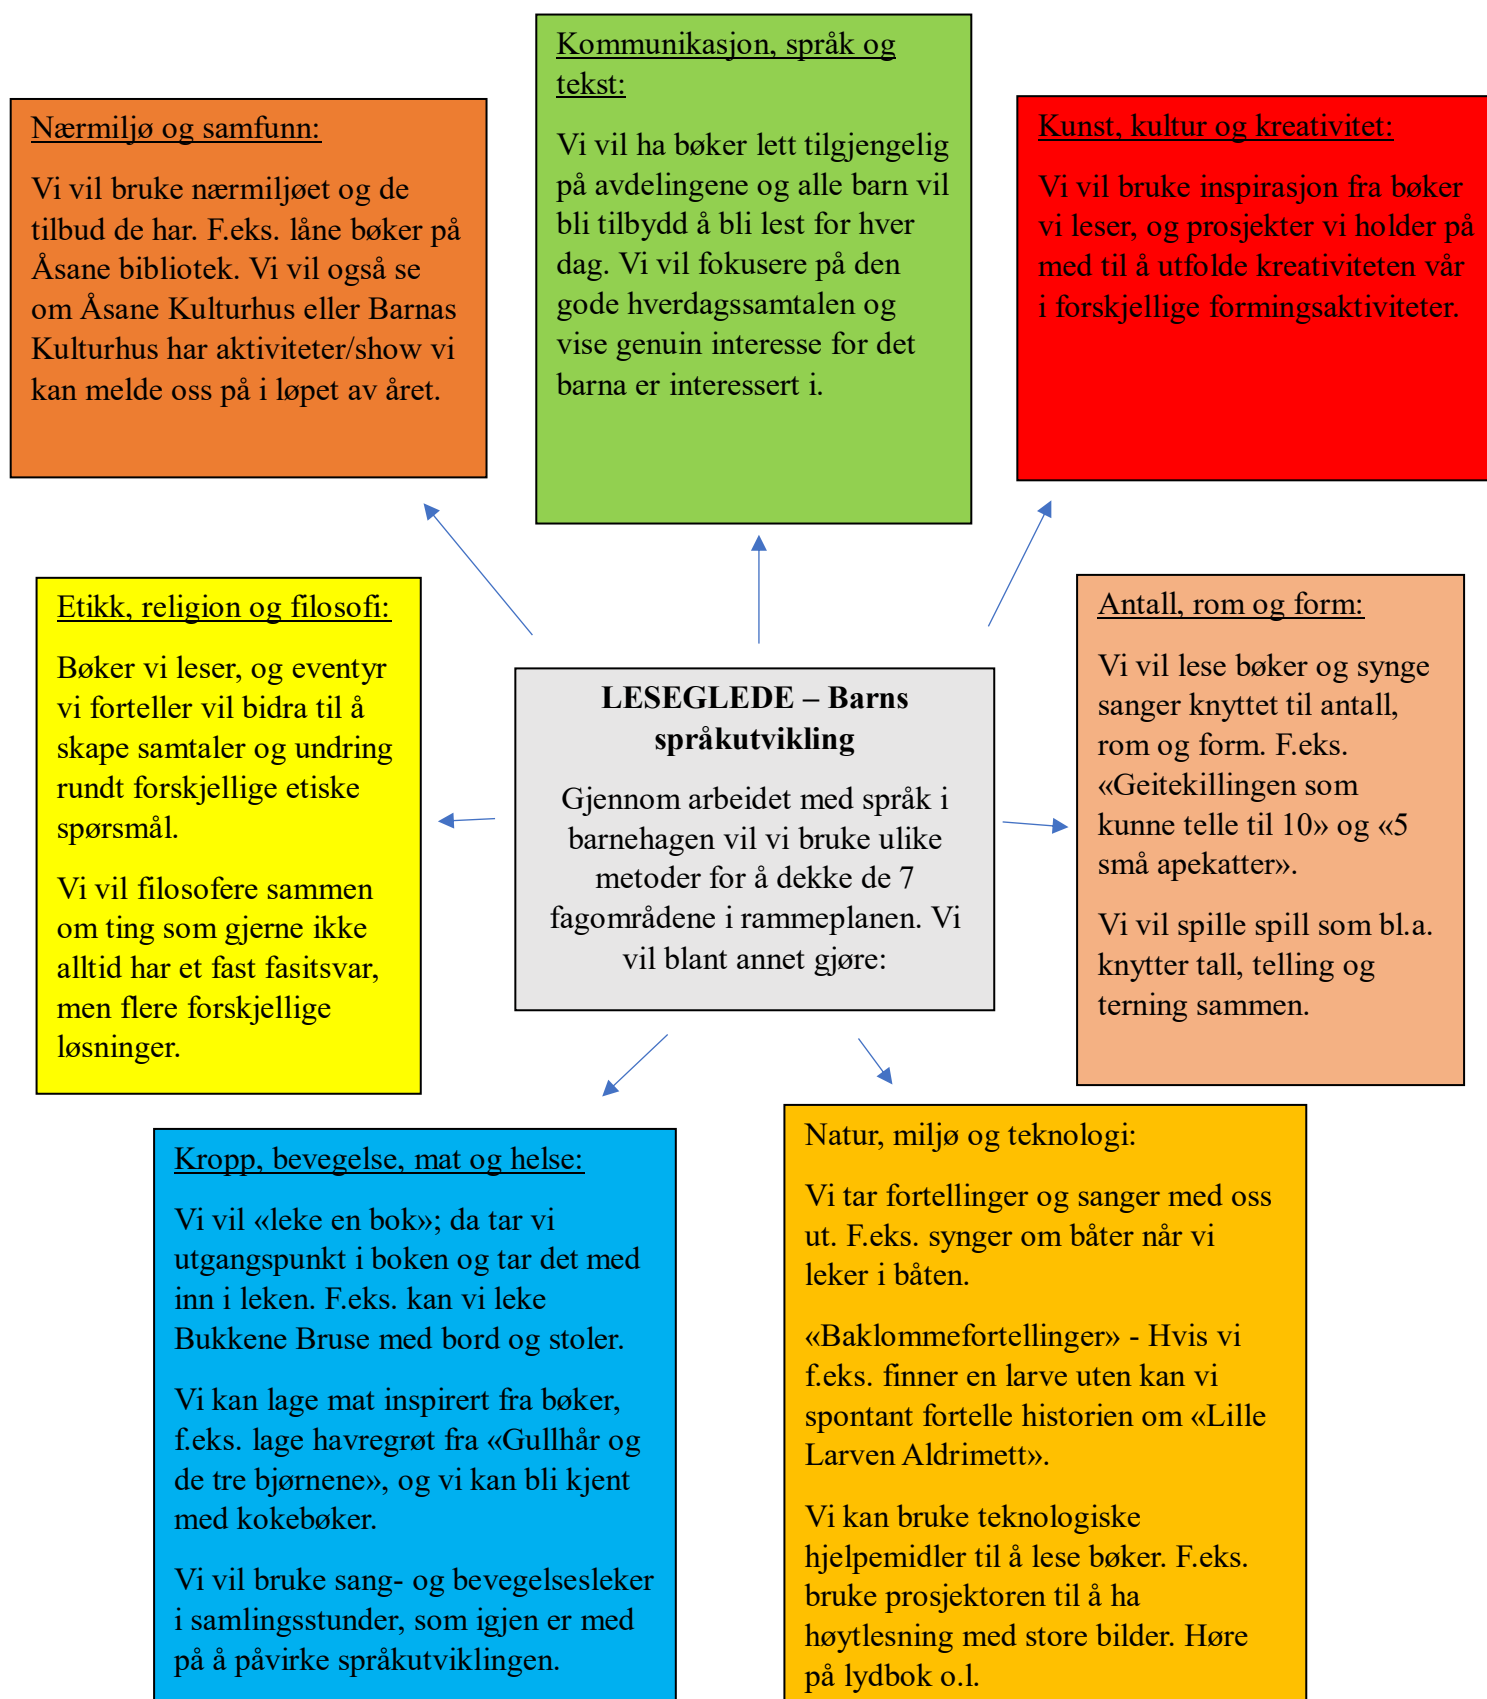 Kommunikasjon, språk og
tekst:
Vi vil ha bøker lett tilgjengelig
på avdelingene og alle barn vil
bli tilbydd å bli lest for hver
dag. Vi vil fokusere på den
gode hverdagssamtalen og
vise genuin interesse for det
barna er interessert i.
Nærmiljø og samfunn:
Vi vil bruke nærmiljøet og de
tilbud de har. F.eks. låne bøker på
Åsane bibliotek. Vi vil også se
om Åsane Kulturhus eller Barnas
Kulturhus har aktiviteter/show vi
kan melde oss på i løpet av året.
Kunst, kultur og kreativitet:
Vi vil bruke inspirasjon fra bøker
vi leser, og prosjekter vi holder på
med til å utfolde kreativiteten vår
i forskjellige formingsaktiviteter.
Etikk, religion og filosofi:
Bøker vi leser, og eventyr
vi forteller vil bidra til å
skape samtaler og undring
rundt forskjellige etiske
spørsmål.
Vi vil filosofere sammen
om ting som gjerne ikke
alltid har et fast fasitsvar,
men flere forskjellige
løsninger.
LESEGLEDE – Barns
språkutvikling
Gjennom arbeidet med språk i
barnehagen vil vi bruke ulike
metoder for å dekke de 7
fagområdene i rammeplanen. Vi
vil blant annet gjøre:
Antall, rom og form:
Vi vil lese bøker og synge
sanger knyttet til antall,
rom og form. F.eks.
«Geitekillingen som
kunne telle til 10» og «5
små apekatter».
Vi vil spille spill som bl.a.
knytter tall, telling og
terning sammen.
Kropp, bevegelse, mat og helse:
Vi vil «leke en bok»; da tar vi
utgangspunkt i boken og tar det med
inn i leken. F.eks. kan vi leke
Bukkene Bruse med bord og stoler.
Vi kan lage mat inspirert fra bøker,
f.eks. lage havregrøt fra «Gullhår og
de tre bjørnene», og vi kan bli kjent
med kokebøker.
Vi vil bruke sang- og bevegelsesleker
i samlingsstunder, som igjen er med
på å påvirke språkutviklingen.
Natur, miljø og teknologi:
Vi tar fortellinger og sanger med oss
ut. F.eks. synger om båter når vi
leker i båten.
«Baklommefortellinger» - Hvis vi
f.eks. finner en larve uten kan vi
spontant fortelle historien om «Lille
Larven Aldrimett».
Vi kan bruke teknologiske
hjelpemidler til å lese bøker. F.eks.
bruke prosjektoren til å ha
høytlesning med store bilder. Høre
på lydbok o.l.